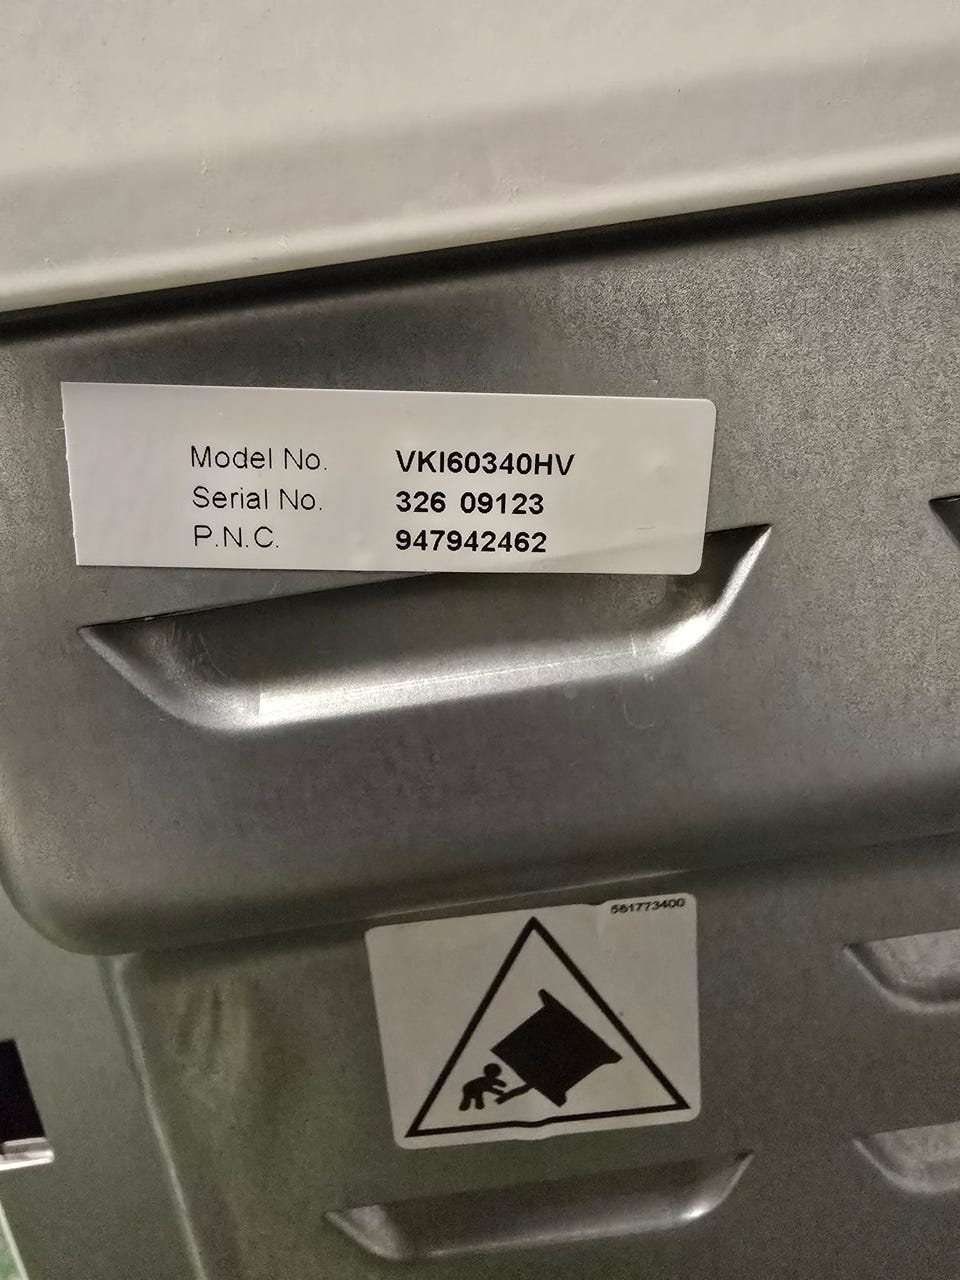 Model No. VKI60340HV
Serial No. 326 09123
P.N.C. 947942462
561773400